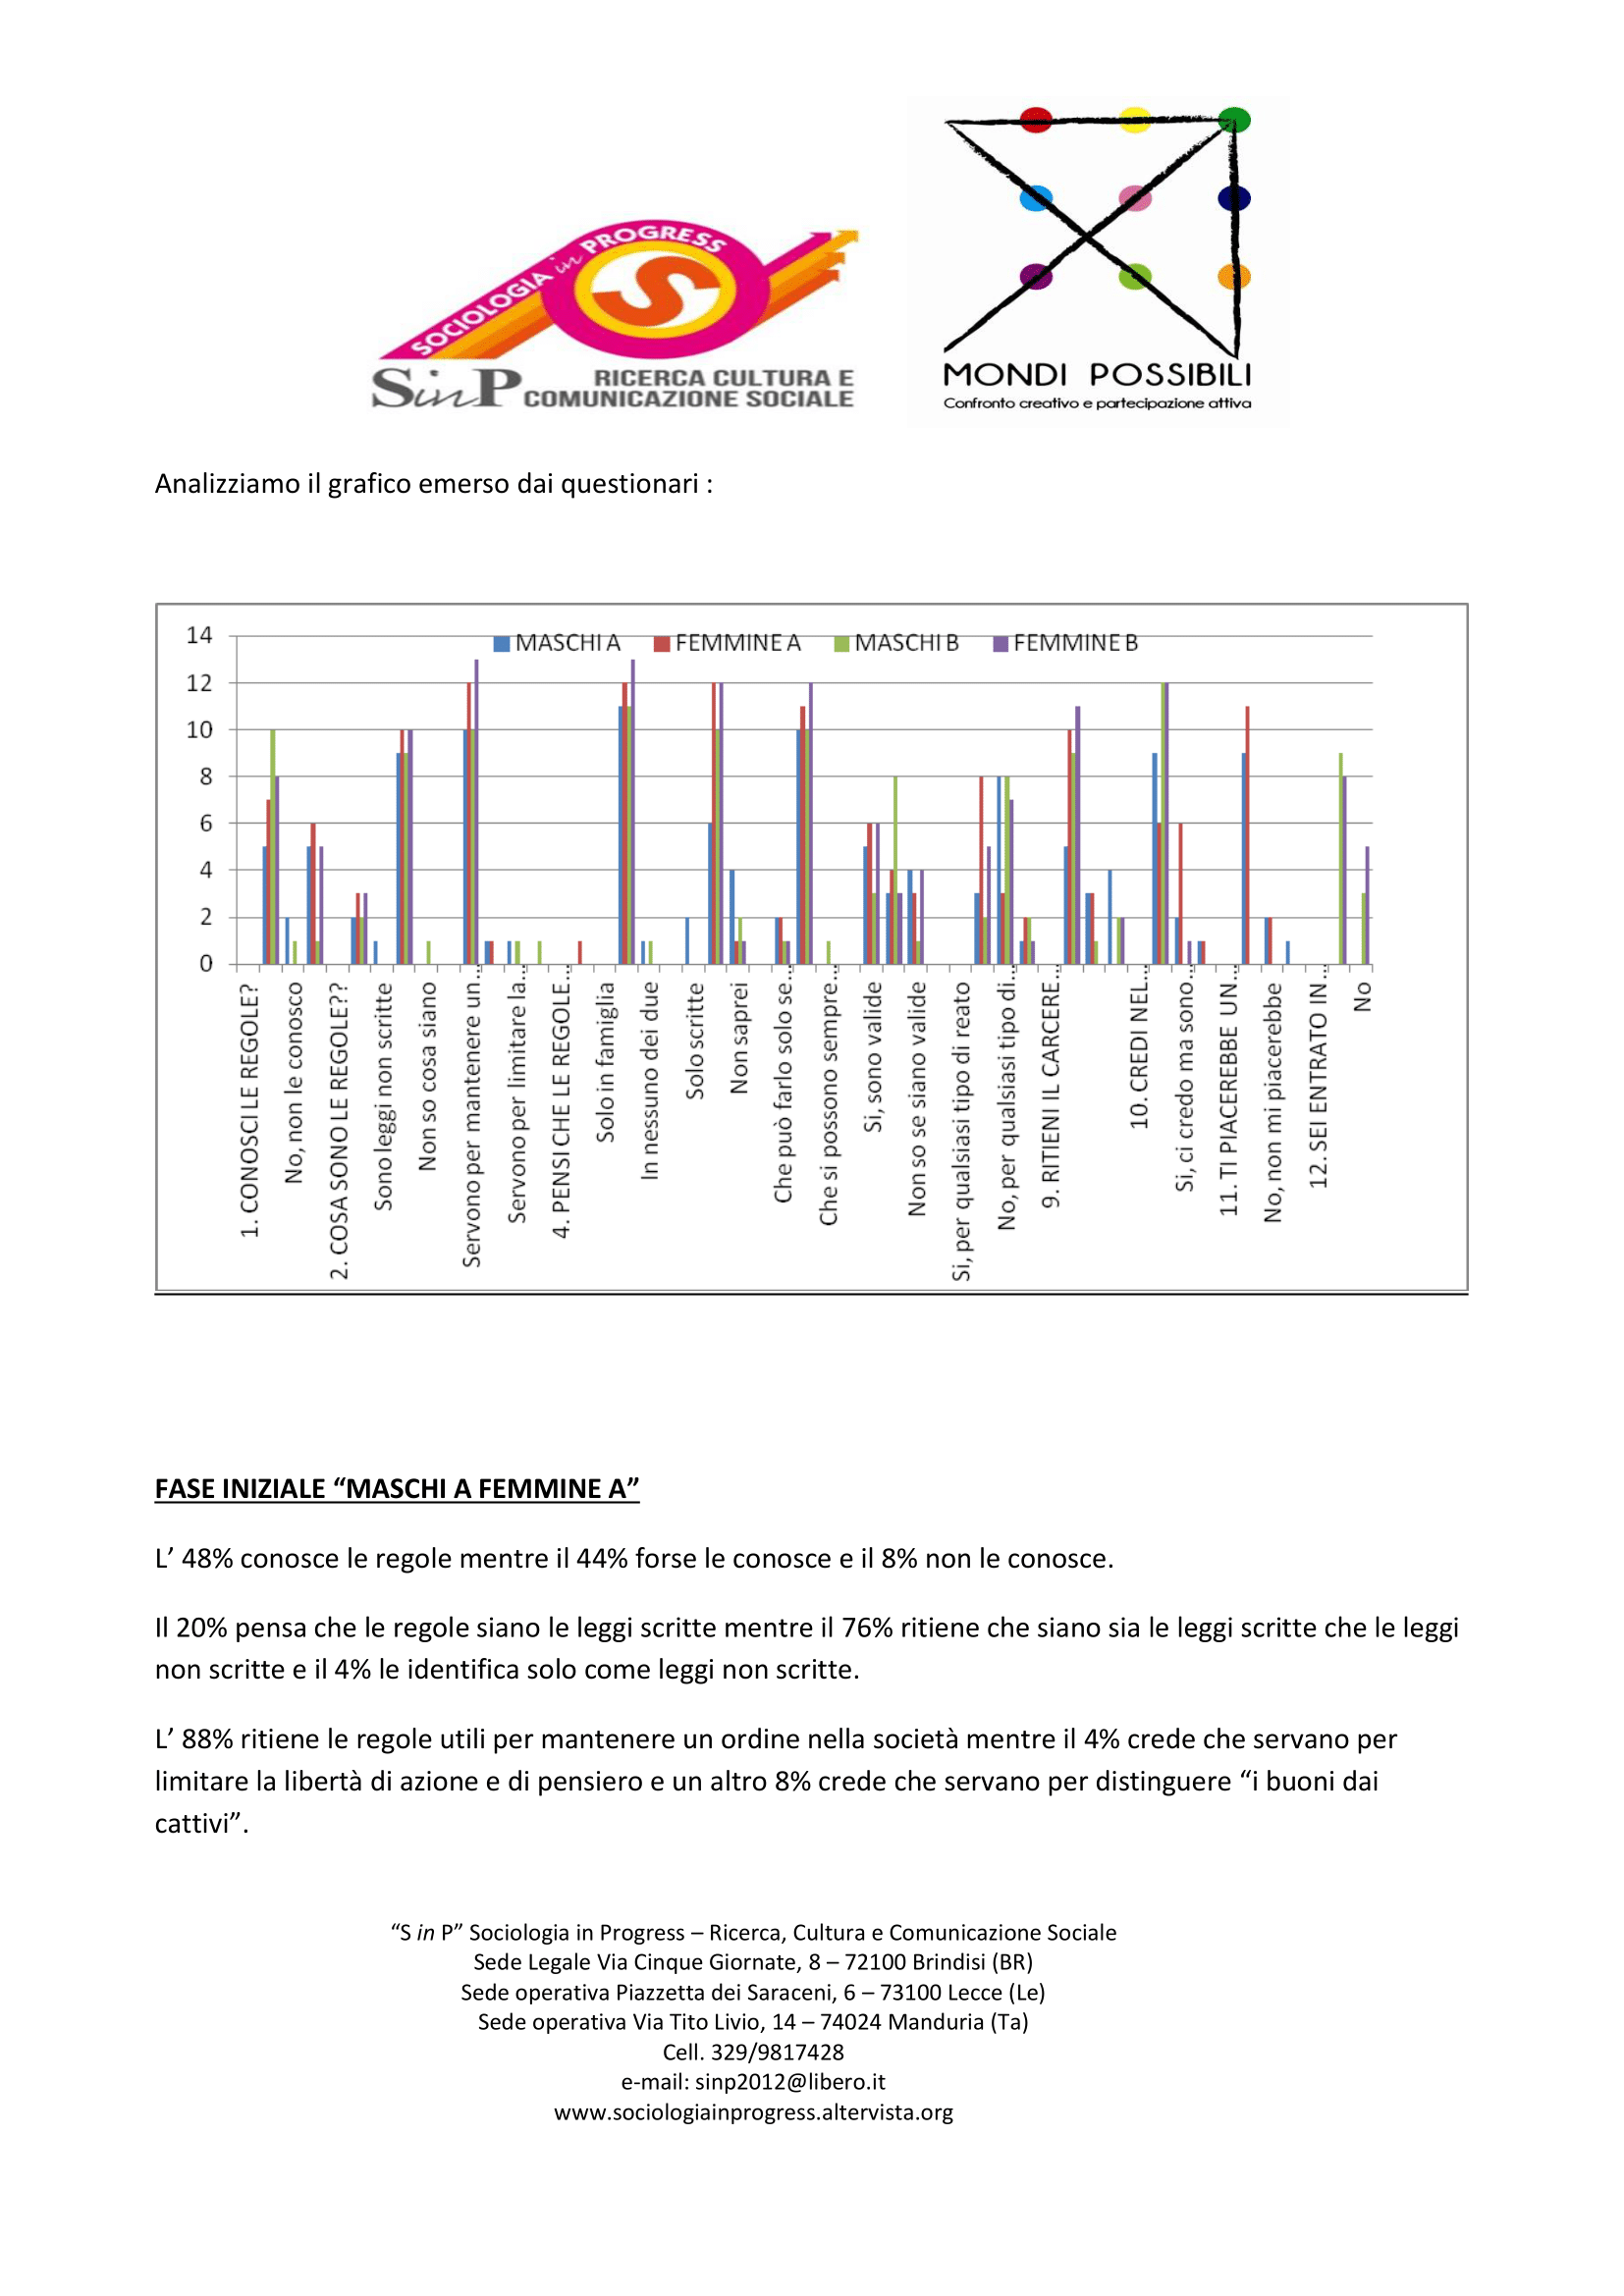 SOCIOLOGIA in PROGRESS
S
SinP RICERCA CULTURA E
COMUNICAZIONE SOCIALE
MONDI POSSIBILI
Confronto creativo e partecipazione attiva
Analizziamo il grafico emerso dai questionari :
MASCHI A FEMMINE A MASCHI B FEMMINE B
14
12
10
8
6
4
2
0
1. CONOSCI LE REGOLE?
No, non le conosco
2. COSA SONO LE REGOLE??
Sono leggi non scritte
Non so cosa siano
Servono per mantenere un...
Servono per limitare la...
4. PENSI CHE LE REGOLE...
Solo in famiglia
In nessuno dei due
Solo scritte
Non saprei
Che può farlo solo se...
Che si possono sempre...
Si, sono valide
Non so se siano valide
Si, per qualsiasi tipo di reato
No, per qualsiasi tipo di...
9. RITIENI IL CARCERE...
10. CREDI NEL...
Si, ci credo ma sono...
11. TI PIACEREBBE UN...
No, non mi piacerebbe
12. SEI ENTRATO IN...
No
FASE INIZIALE “MASCHI A FEMMINE A”
L’ 48% conosce le regole mentre il 44% forse le conosce e il 8% non le conosce.
Il 20% pensa che le regole siano le leggi scritte mentre il 76% ritiene che siano sia le leggi scritte che le leggi
non scritte e il 4% le identifica solo come leggi non scritte.
L’ 88% ritiene le regole utili per mantenere un ordine nella società mentre il 4% crede che servano per
limitare la libertà di azione e di pensiero e un altro 8% crede che servano per distinguere “i buoni dai
cattivi”.
“S in P” Sociologia in Progress – Ricerca, Cultura e Comunicazione Sociale
Sede Legale Via Cinque Giornate, 8 – 72100 Brindisi (BR)
Sede operativa Piazzetta dei Saraceni, 6 – 73100 Lecce (Le)
Sede operativa Via Tito Livio, 14 – 74024 Manduria (Ta)
Cell. 329/9817428
e-mail: sinp2012@libero.it
www.sociologiainprogress.altervista.org